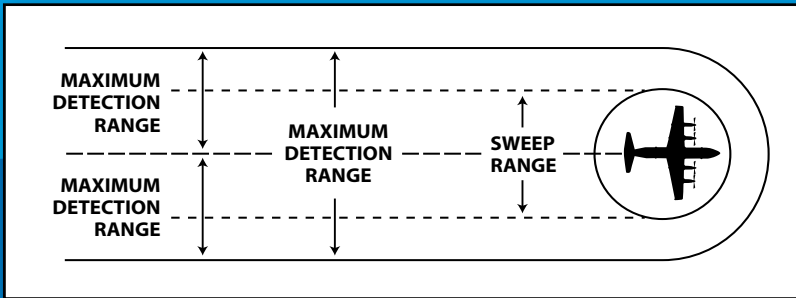 MAXIMUM
DETECTION
RANGE
MAXIMUM
DETECTION
RANGE
SWEEP
RANGE
MAXIMUM
DETECTION
RANGE